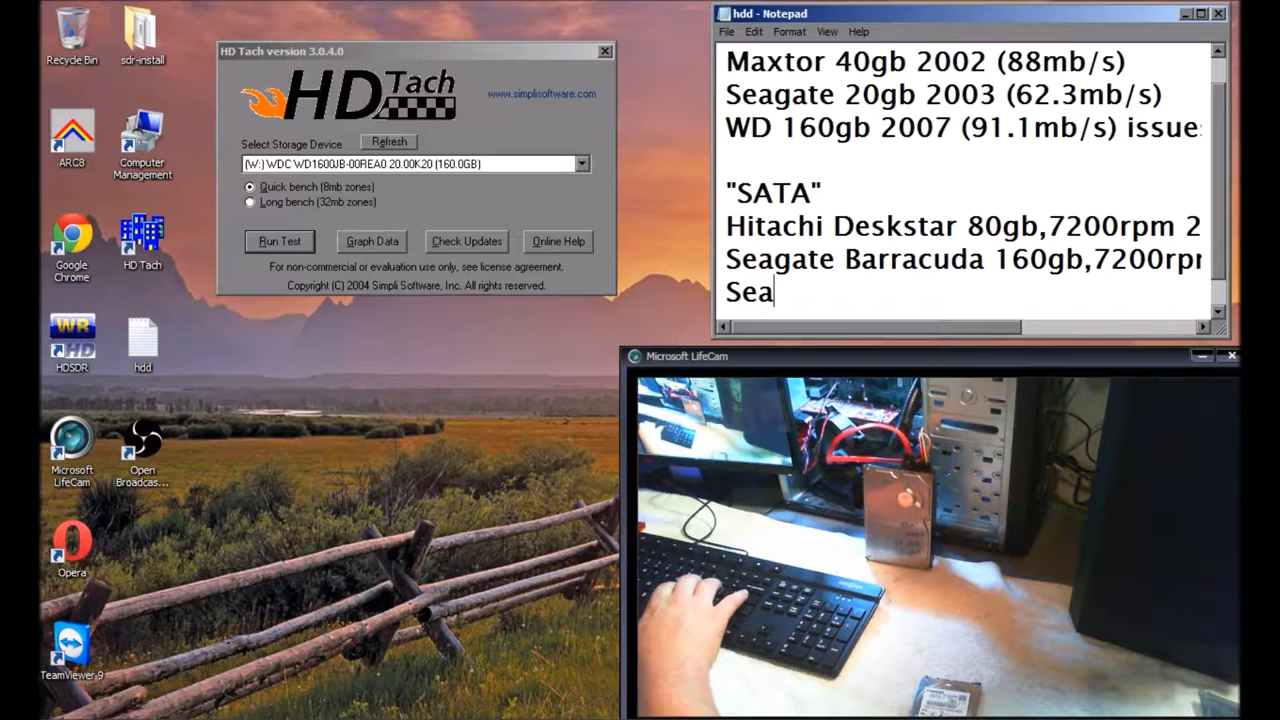 Recycle Bin
sdr-install
ARC8
Computer
Management
Google
Chrome
HD Tach
WR
HD
HDSDR
hdd
Microsoft
LifeCam
Open
Broadcas...
Opera
TeamViewer 9
HD Tach version 3.0.4.0
HD Tach
www.simplisoftware.com
Select Storage Device
Refresh
(W:) WDC WD1600JB-00REA0 20.00K20 (160.0GB)
Quick bench (8mb zones)
Long bench (32mb zones)
Run Test
Graph Data
Check Updates
Online Help
For non-commercial or evaluation use only, see license agreement.
Copyright (C) 2004 Simpli Software, Inc. All rights reserved.
hdd - Notepad
File Edit Format View Help
Maxtor 40gb 2002 (88mb/s)
Seagate 20gb 2003 (62.3mb/s)
WD 160gb 2007 (91.1mb/s) issue
"SATA"
Hitachi Deskstar 80gb,7200rpm 2
Seagate Barracuda 160gb,7200rp
Sea
Microsoft LifeCam